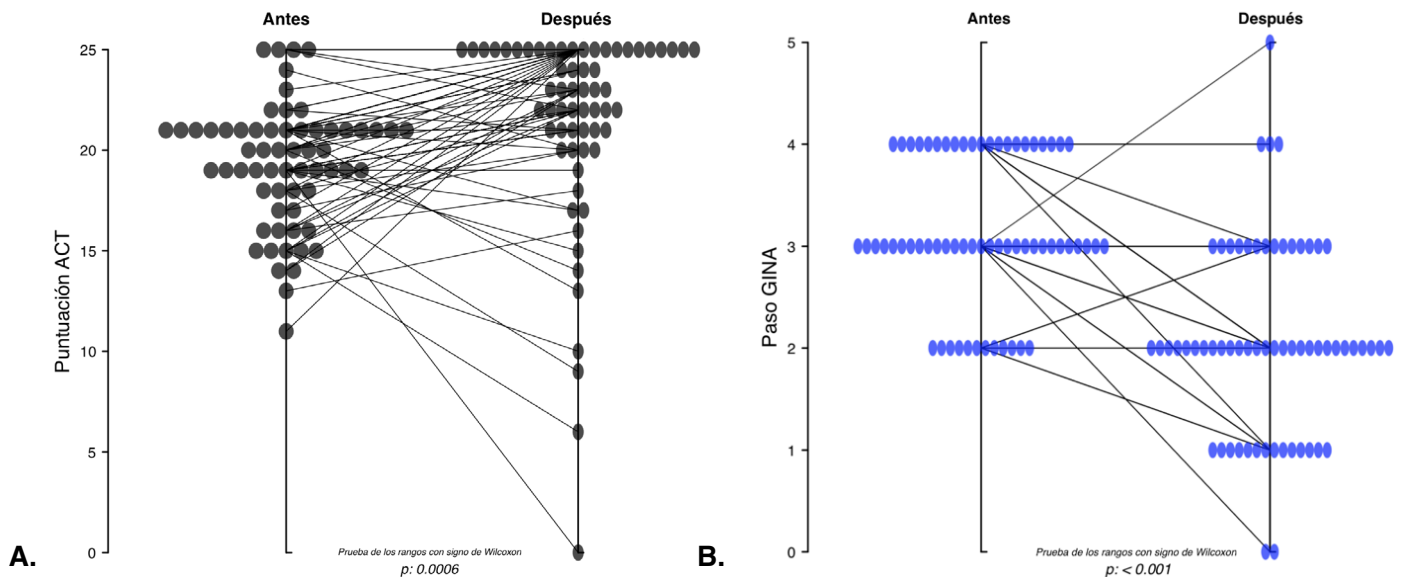 Antes
Después
25
20
15
10
5
0
Puntuación ACT
Prueba de los rangos con signo de Wilcoxon
p: 0.0006
A.
Antes
Después
5
4
3
2
1
0
Paso GINA
Prueba de los rangos con signo de Wilcoxon
p: < 0.001
B.